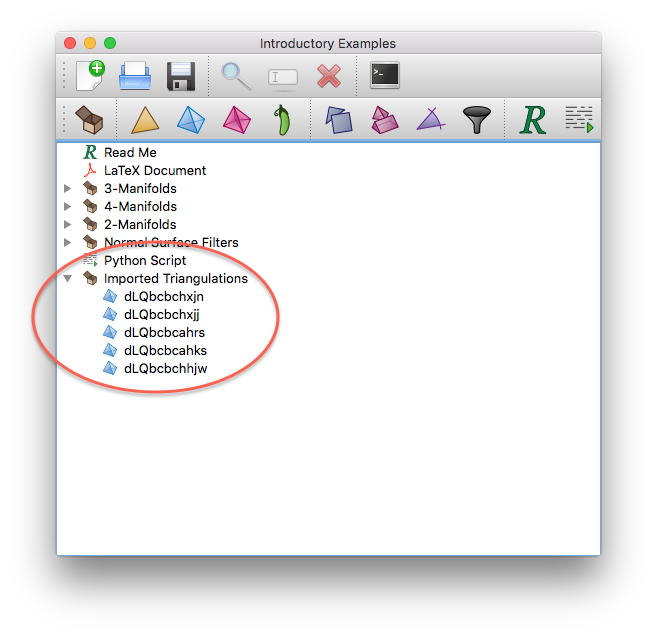 Introductory Examples
R
R Read Me
LaTeX Document
3-Manifolds
4-Manifolds
2-Manifolds
Normal Surface Filters
Python Script
Imported Triangulations
dLQbcbchxjn
dLQbcbchxjj
dLQbcbcahrs
dLQbcbcahks
dLQbcbchhjw